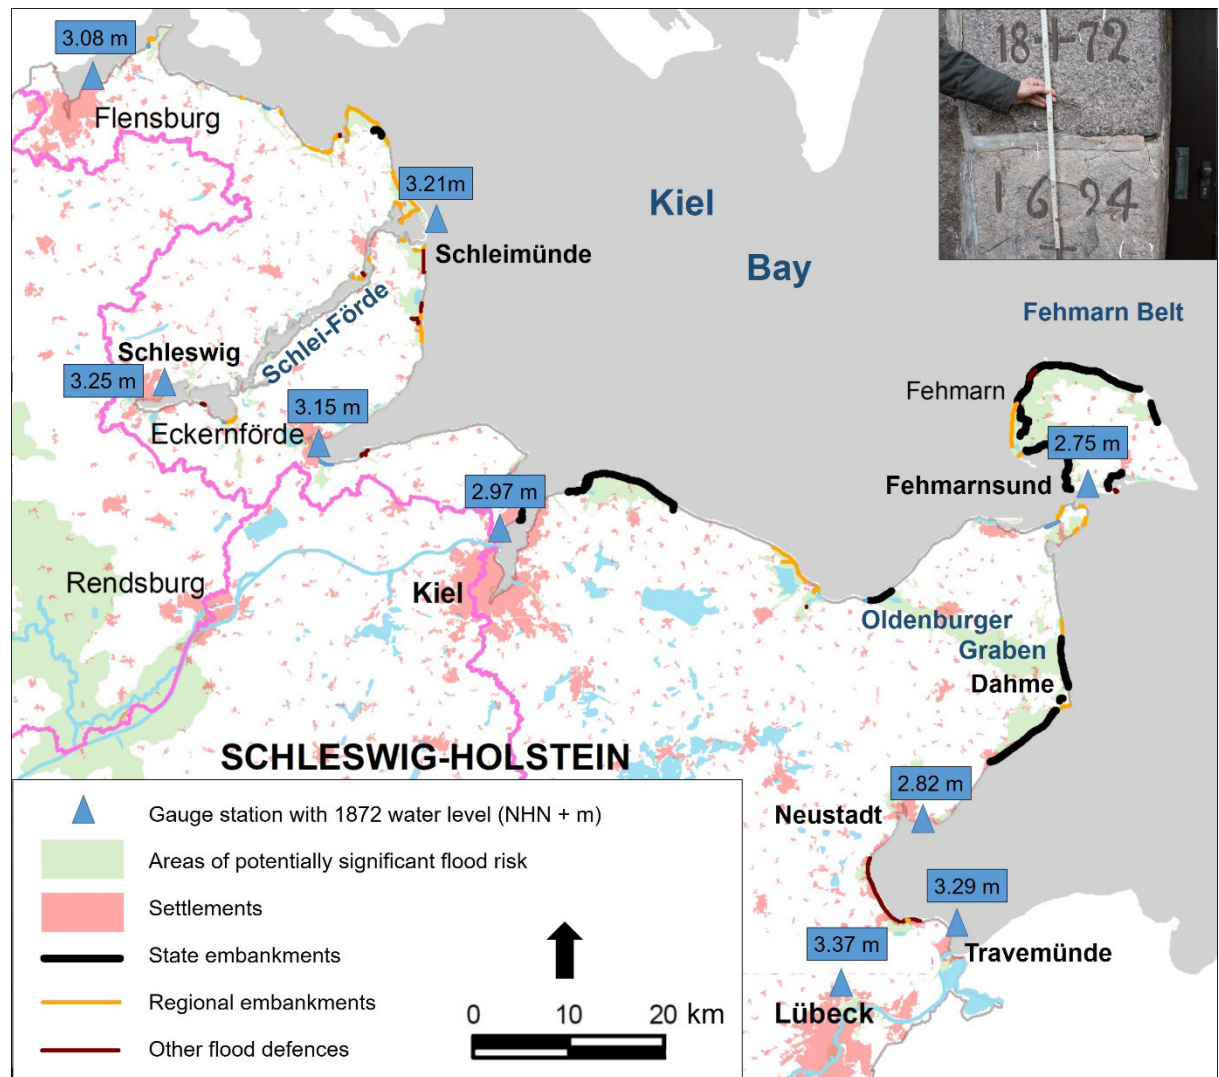 3.08 m
Flensburg
18+72
1694
3.21m
Schleimünde
Kiel
Bay
Fehmarn Belt
Schlei-Förde
Schleswig
3.25 m
3.15 m
Eckernförde
Fehmarn
2.75 m
Fehmarnsund
2.97 m
Kiel
Rendsburg
Oldenburger
Graben
Dahme
SCHLESWIG-HOLSTEIN
2.82 m
Neustadt
3.29 m
Travemünde
3.37 m
Lübeck
Gauge station with 1872 water level (NHN + m)
Areas of potentially significant flood risk
Settlements
State embankments
Regional embankments
Other flood defences
0 10 20 km